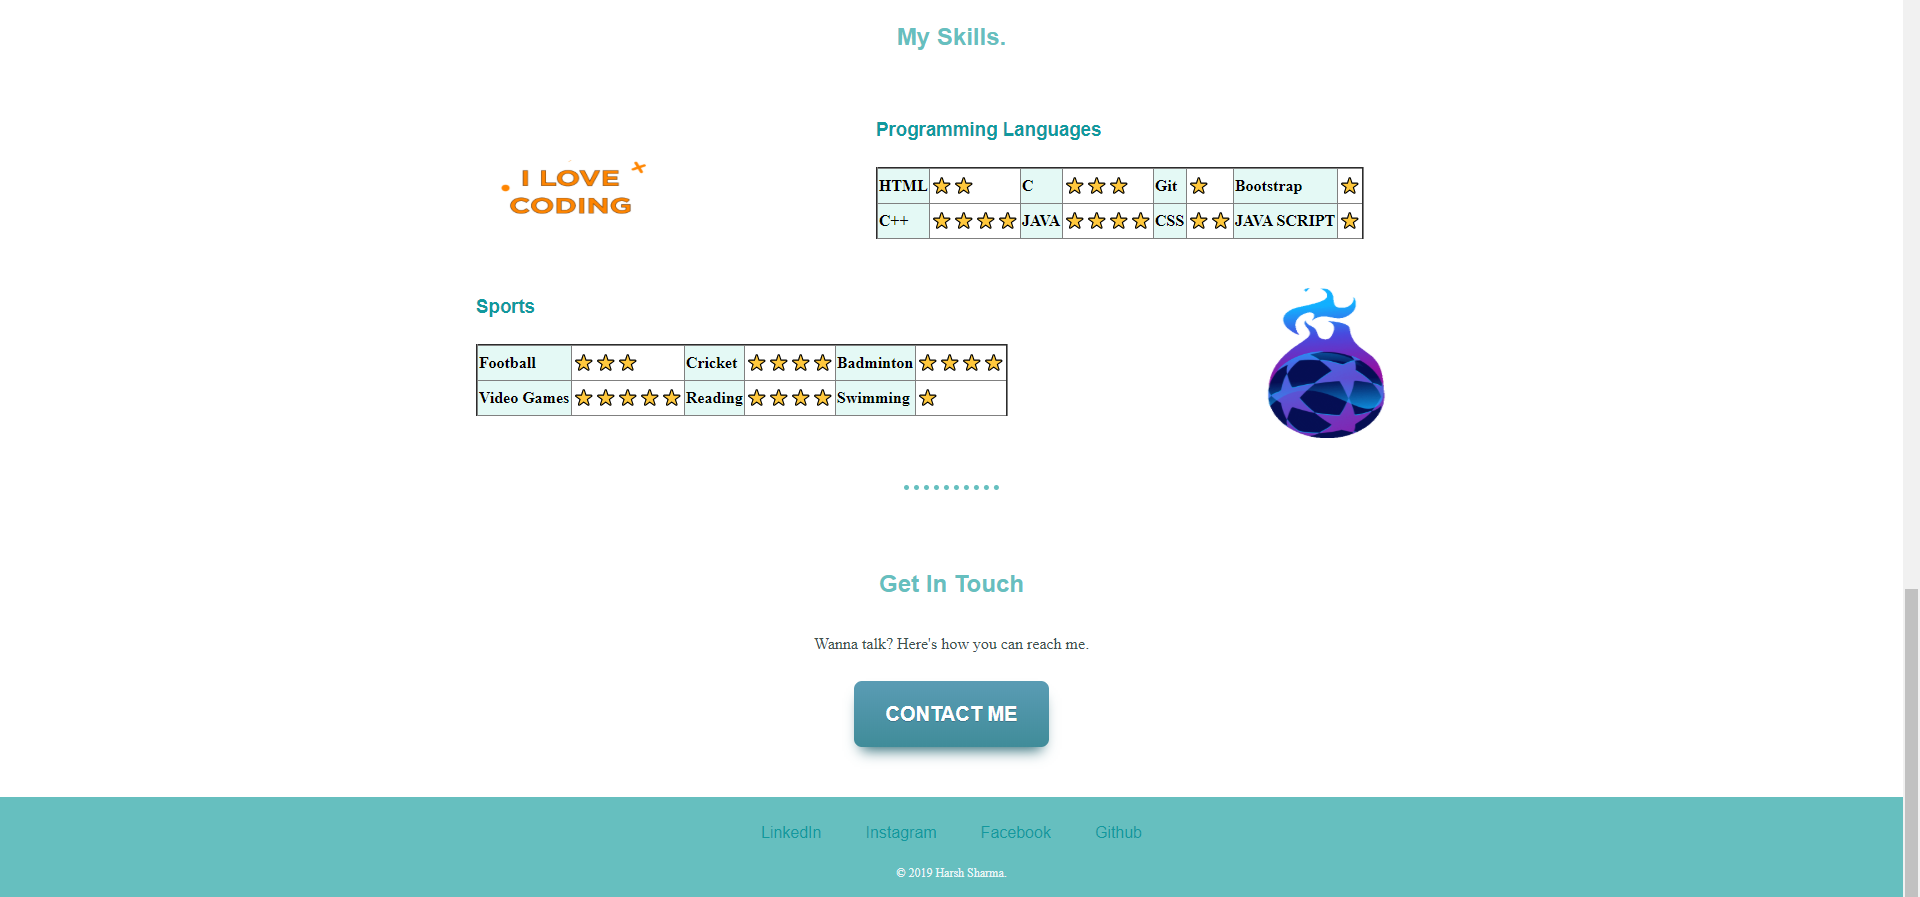 My Skills.
I LOVE
CODING
Programming Languages
HTML C Git Bootstrap
C++ JAVA CSS JAVA SCRIPT
Sports
Football Cricket Badminton
Video Games Reading Swimming
Get In Touch
Wanna talk? Here's how you can reach me.
CONTACT ME
LinkedIn Instagram Facebook Github
© 2019 Harsh Sharma.